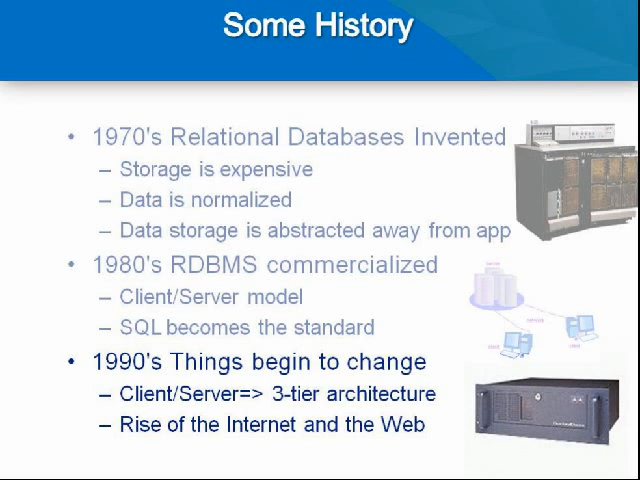 Some History
• 1970's Relational Databases Invented
– Storage is expensive
– Data is normalized
– Data storage is abstracted away from app
• 1980's RDBMS commercialized
– Client/Server model
– SQL becomes the standard
• 1990's Things begin to change
– Client/Server=> 3-tier architecture
– Rise of the Internet and the Web